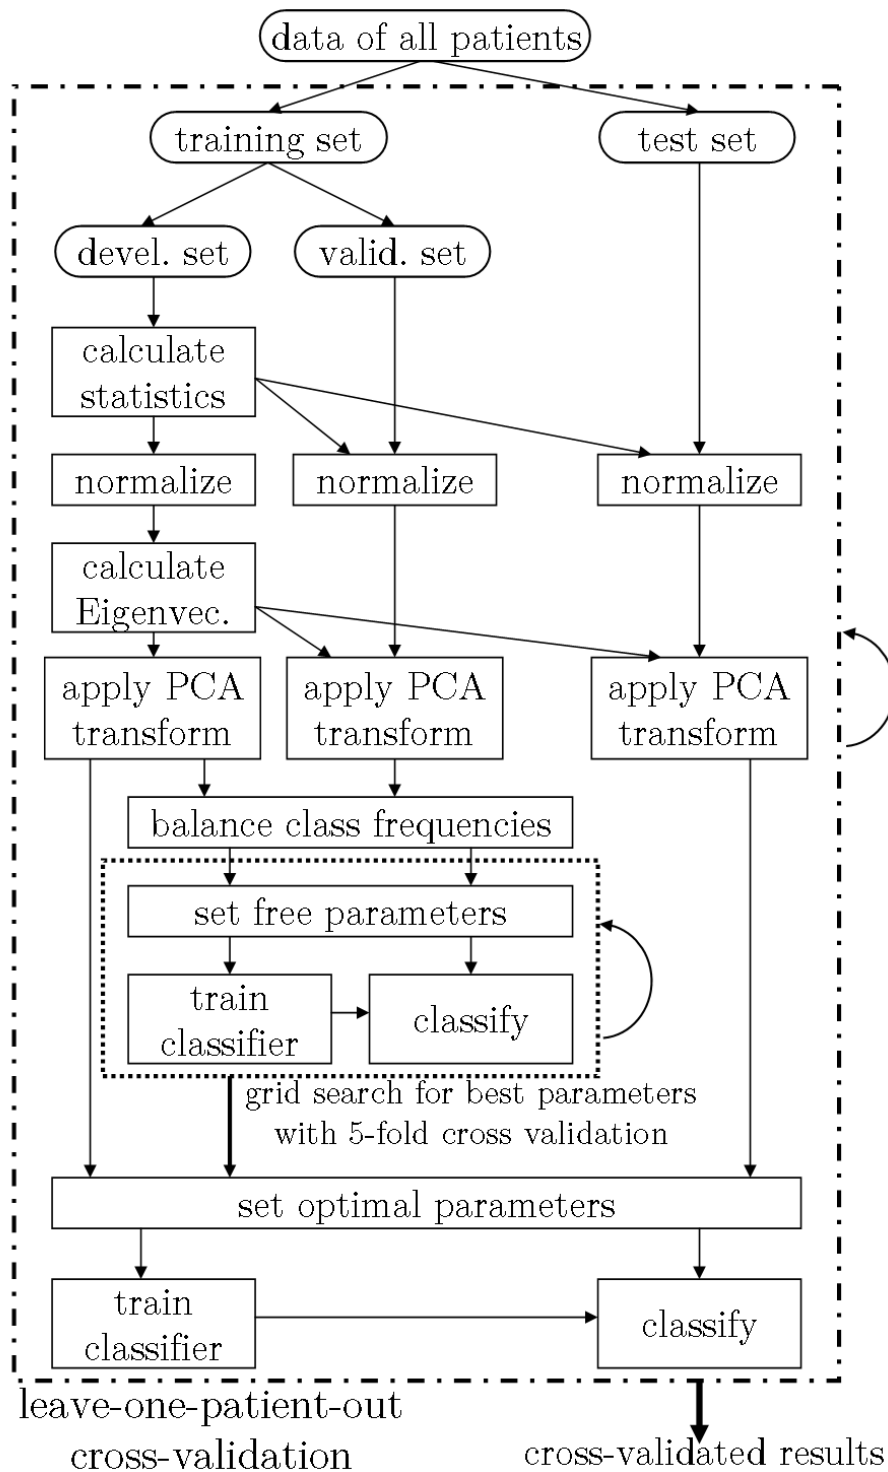 data of all patients
training set
test set
devel. set
valid. set
calculate
statistics
normalize
normalize
normalize
calculate
Eigenvec.
apply PCA
transform
apply PCA
transform
apply PCA
transform
balance class frequencies
set free parameters
train
classifier
classify
grid search for best parameters
with 5-fold cross validation
set optimal parameters
train
classifier
classify
leave-one-patient-out
cross-validation
cross-validated results